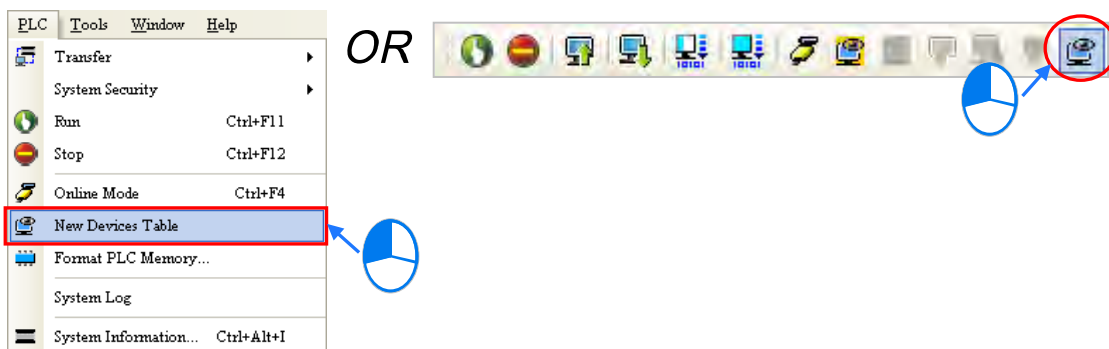 PLC Tools Window Help
Transfer
System Security
Run Ctrl+F11
Stop Ctrl+F12
Online Mode Ctrl+F4
New Devices Table
Format PLC Memory...
System Log
System Information... Ctrl+Alt+I
OR